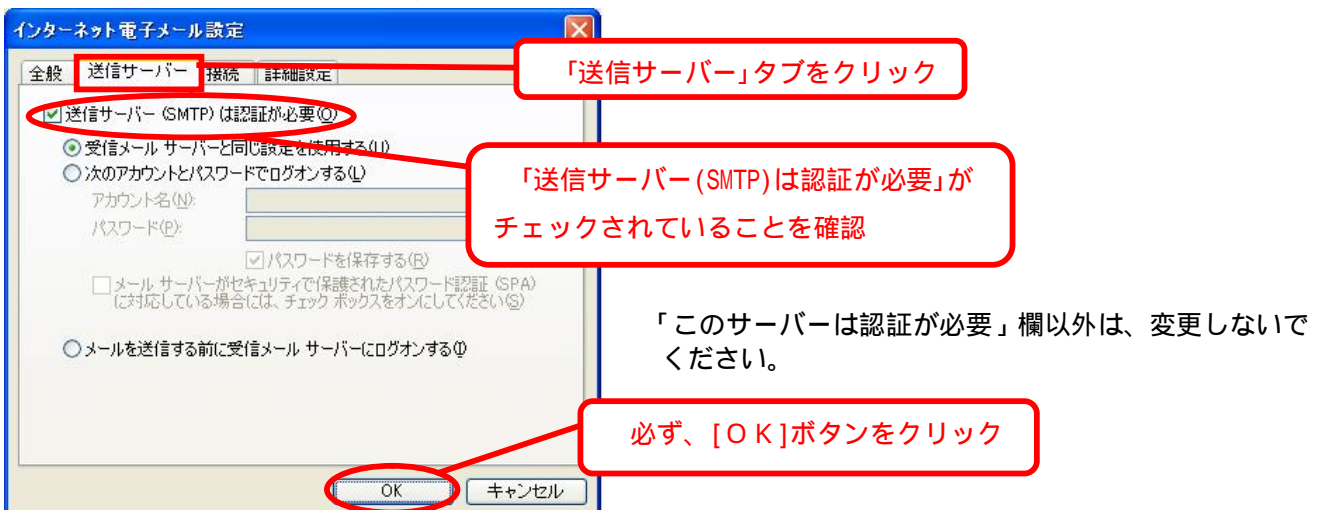 インターネット電子メール設定
全般 送信サーバー 接続 詳細設定
「送信サーバー」タブをクリック
送信サーバー (SMTP) は認証が必要(O)
受信メール サーバーと同じ設定を使用する(U)
次のアカウントとパスワードでログオンする(L)
アカウント名(N):
パスワード(P):
「送信サーバー(SMTP)は認証が必要」が
チェックされていることを確認
パスワードを保存する(R)
メール サーバーがセキュリティで保護されたパスワード認証 (SPA)
に対応している場合には、チェック ボックスをオンにしてください(S)
「このサーバーは認証が必要」欄以外は、変更しないで
ください。
メールを送信する前に受信メール サーバーにログオンする(I)
必ず、[ＯＫ]ボタンをクリック
OK キャンセル